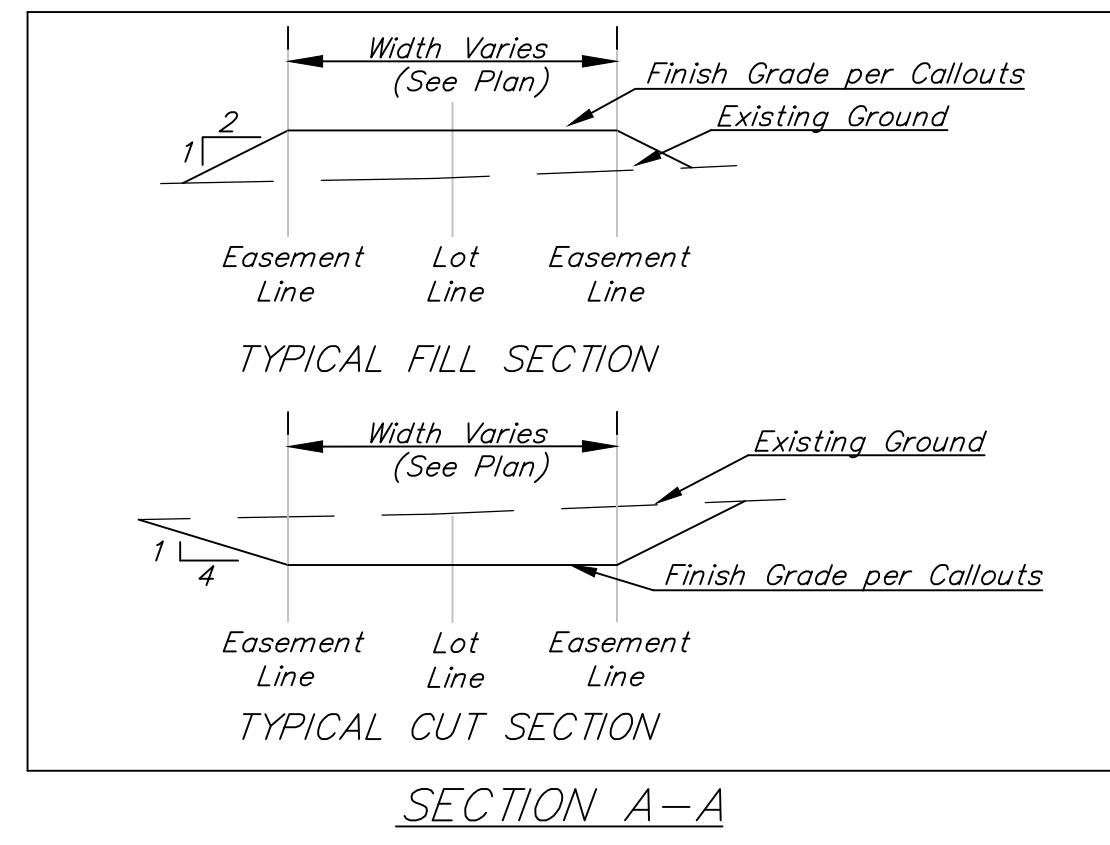 Width Varies
(See Plan)
Finish Grade per Callouts
Existing Ground
2
1
Easement
Line
Lot
Line
Easement
Line
TYPICAL FILL SECTION
Width Varies
(See Plan)
Existing Ground
1
4
Finish Grade per Callouts
Easement
Line
Lot
Line
Easement
Line
TYPICAL CUT SECTION
SECTION A-A